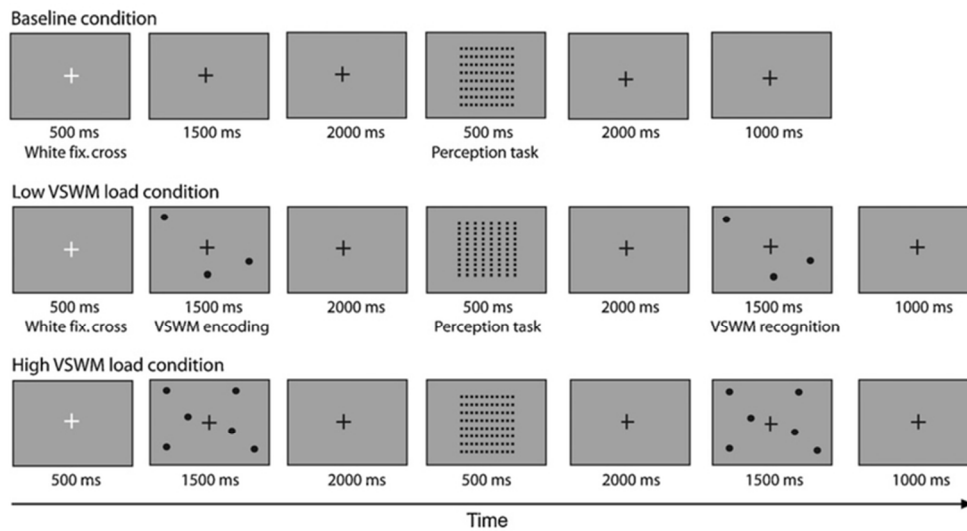 Baseline condition
500 ms 1500 ms 2000 ms 500 ms 2000 ms 1000 ms
White fix. cross Perception task
Low VSWM load condition
500 ms 1500 ms 2000 ms 500 ms 2000 ms 1500 ms 1000 ms
White fix. cross VSWM encoding Perception task VSWM recognition
High VSWM load condition
500 ms 1500 ms 2000 ms 500 ms 2000 ms 1500 ms 1000 ms
Time